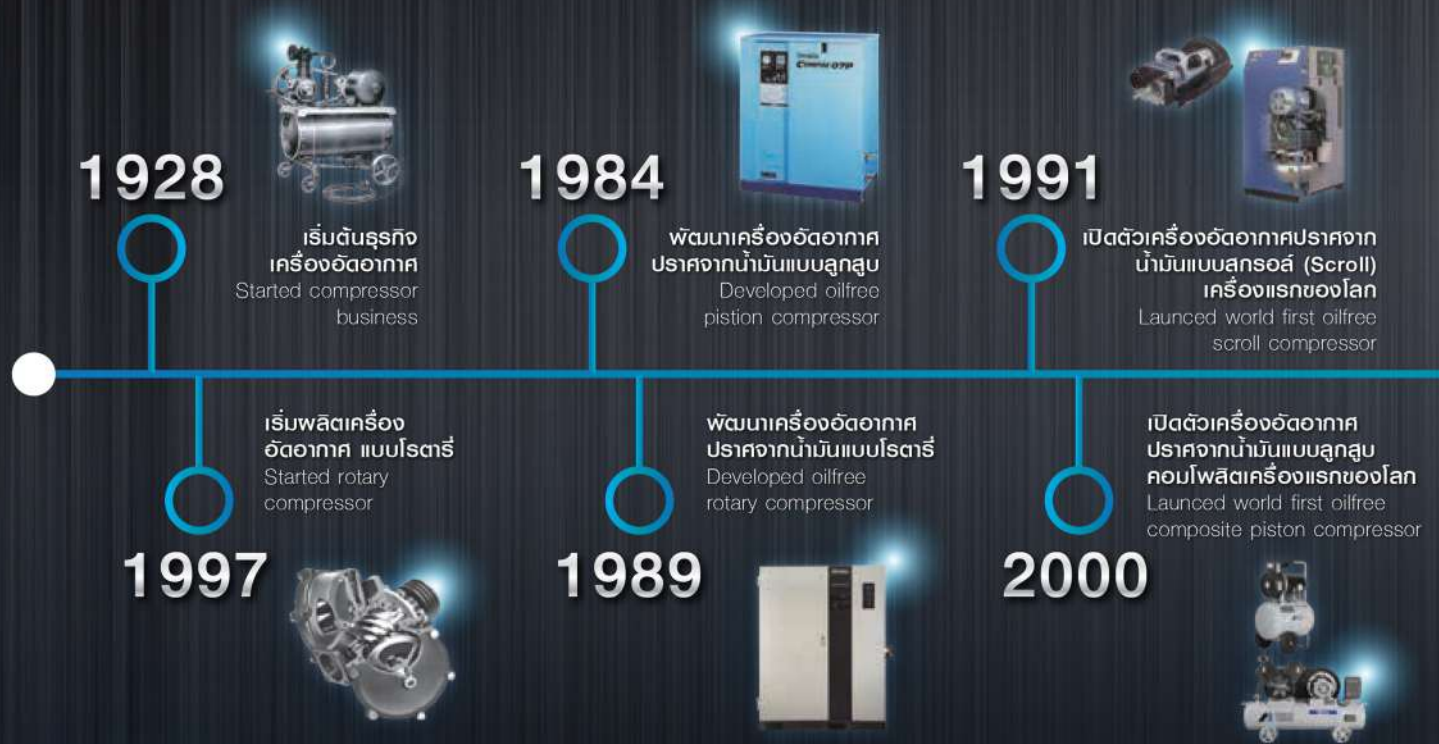 1928
เริ่มต้นธุรกิจ
เครื่องอัดอากาศ
Started compressor
business
1997
เริ่มผลิตเครื่อง
อัดอากาศ แบบโรตารี่
Started rotary
compressor
1984
พัฒนาเครื่องอัดอากาศ
ปราศจากน้ำมันแบบลูกสูบ
Developed oilfree
pistion compressor
1989
พัฒนาเครื่องอัดอากาศ
ปราศจากน้ำมันแบบโรตารี่
Developed oilfree
rotary compressor
1991
เปิดตัวเครื่องอัดอากาศปราศจาก
น้ำมันแบบสกรอล์ (Scroll)
เครื่องแรกของโลก
Launced world first oilfree
scroll compressor
2000
เปิดตัวเครื่องอัดอากาศ
ปราศจากน้ำมันแบบลูกสูบ
คอมโพสิตเครื่องแรกของโลก
Launced world first oilfree
composite piston compressor